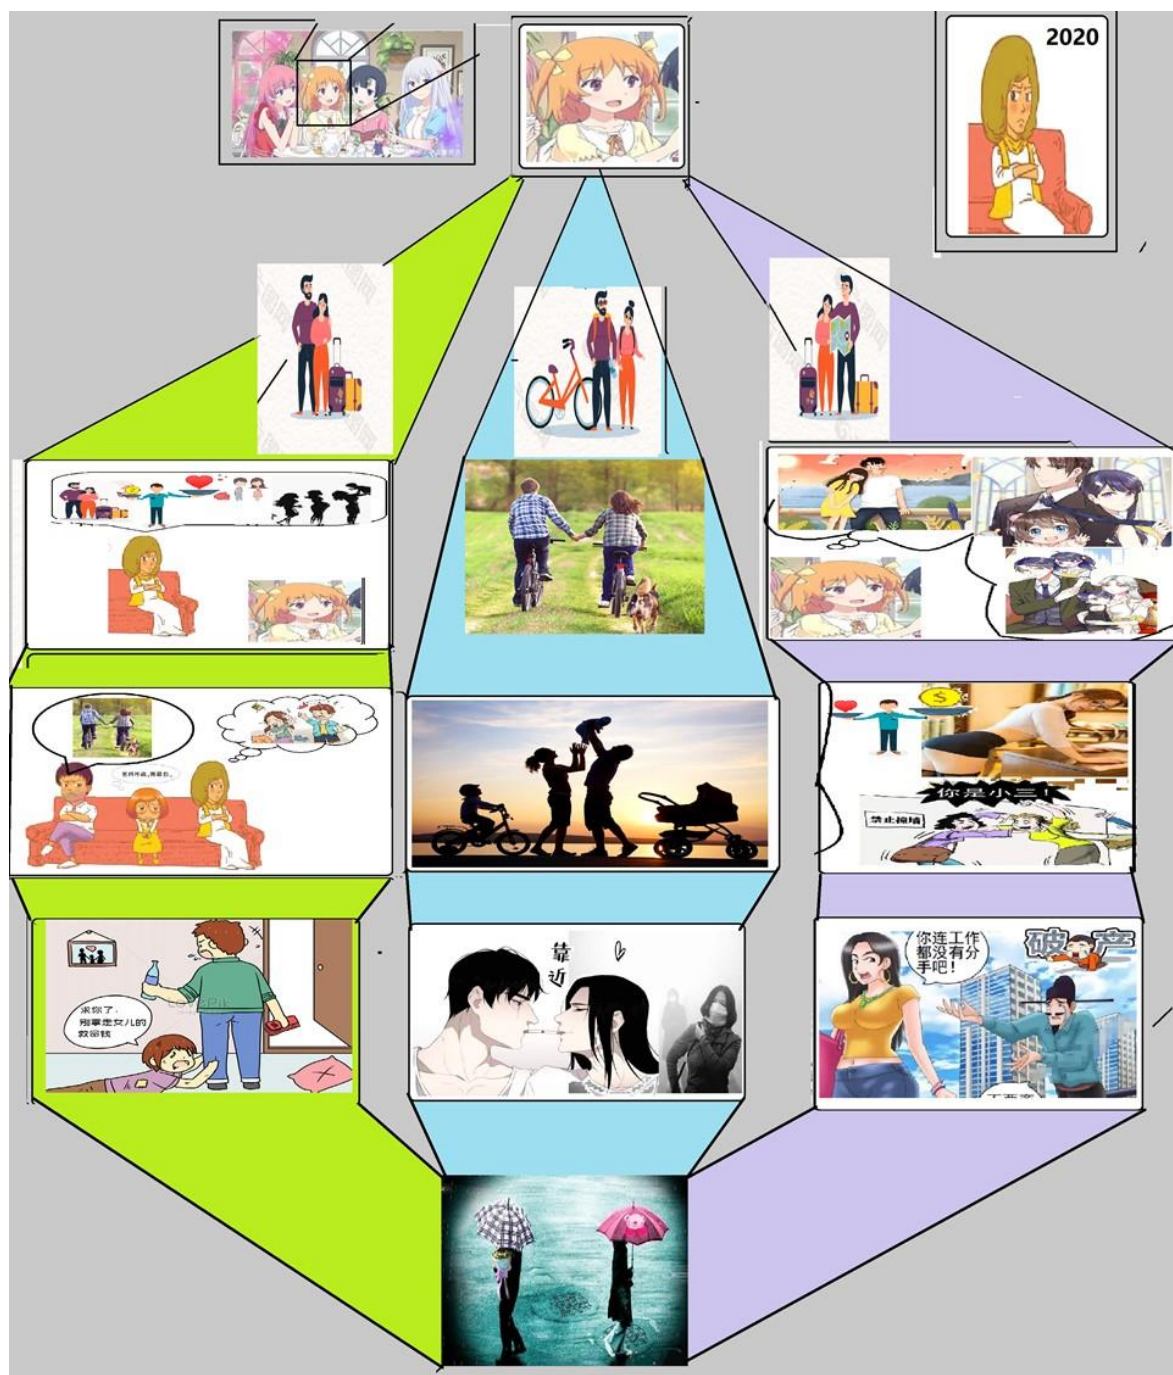 2020
你是小三！
禁止撞墙
求你了，
别拿走女儿的
救命钱
靠
近
你连工作
都没有分
手吧！
破产